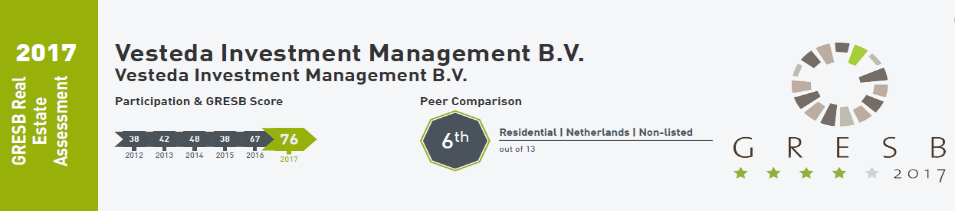 2017
GRESB Real
Estate
Assessment
Vesteda Investment Management B.V.
Vesteda Investment Management B.V.
Participation & GRESB Score
38 42 48 38 67 76
2012 2013 2014 2015 2016 2017
Peer Comparison
6th
Residential | Netherlands | Non-listed
out of 13
G R E S B
2017